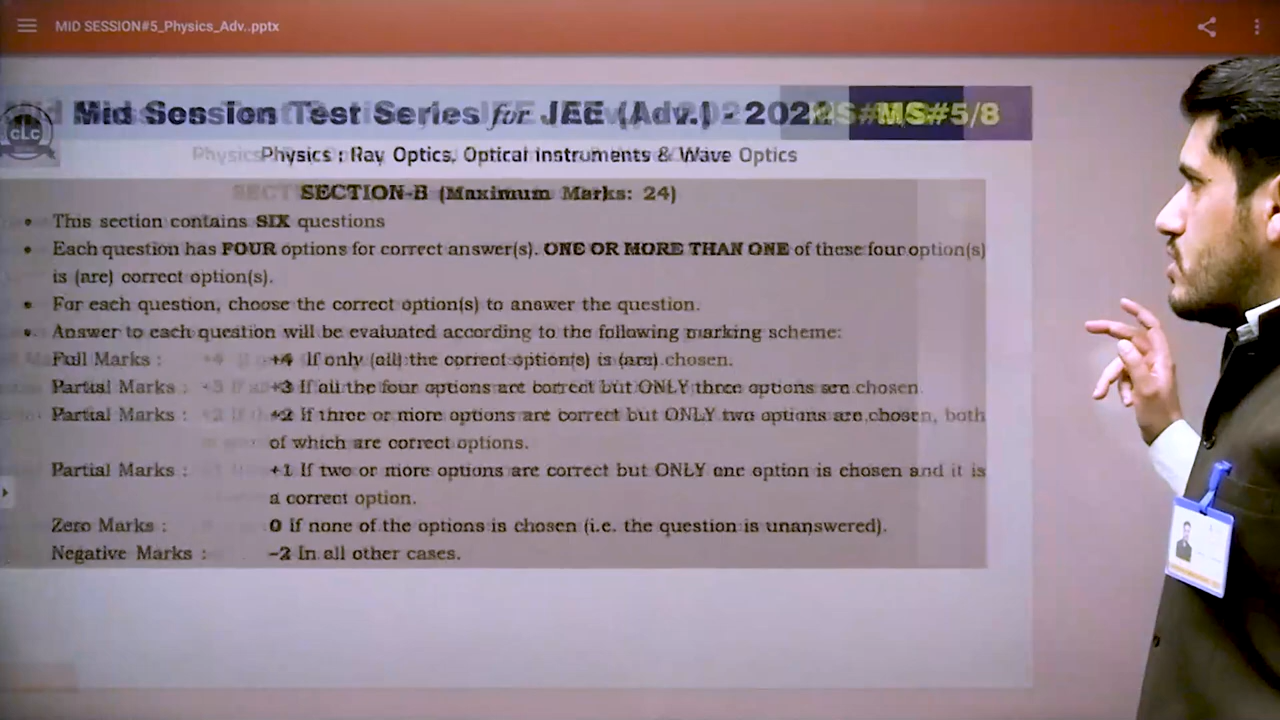 MID SESSION#5_Physics_Adv..pptx
cLc
Mid Session Test Series for JEE (Adv.) - 2022 MS#5/8
Physics : Ray Optics, Optical Instruments & Wave Optics
SECTION-B (Maximum Marks: 24)
• This section contains SIX questions
• Each question has FOUR options for correct answer(s). ONE OR MORE THAN ONE of these four option(s)
is (are) correct option(s).
• For each question, choose the correct option(s) to answer the question.
• Answer to each question will be evaluated according to the following marking scheme:
Full Marks : +4 If only (all) the correct option(s) is (are) chosen.
Partial Marks : +3 If all the four options are correct but ONLY three options are chosen.
Partial Marks : +2 If three or more options are correct but ONLY two options are chosen, both
of which are correct options.
Partial Marks : +1 If two or more options are correct but ONLY one option is chosen and it is
a correct option.
Zero Marks : 0 If none of the options is chosen (i.e. the question is unanswered).
Negative Marks : –2 In all other cases.